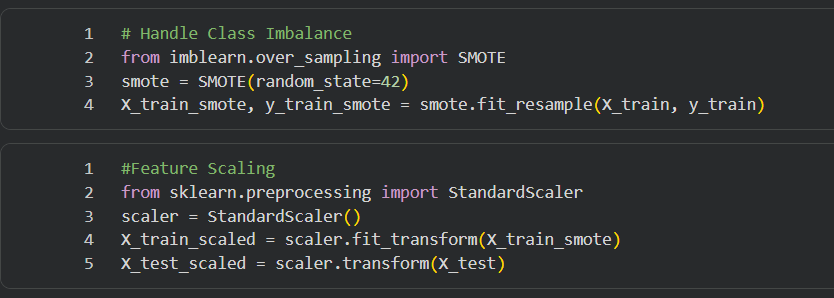 1 # Handle Class Imbalance
2 from imblearn.over_sampling import SMOTE
3 smote = SMOTE(random_state=42)
4 X_train_smote, y_train_smote = smote.fit_resample(X_train, y_train)
1 #Feature Scaling
2 from sklearn.preprocessing import StandardScaler
3 scaler = StandardScaler()
4 X_train_scaled = scaler.fit_transform(X_train_smote)
5 X_test_scaled = scaler.transform(X_test)